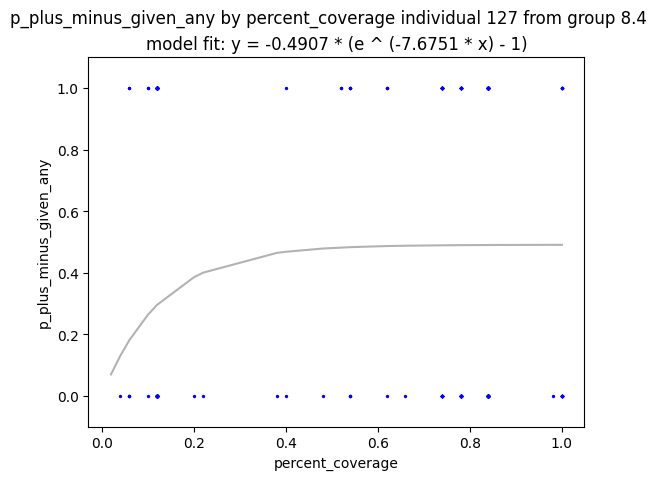 p_plus_minus_given_any by percent_coverage individual 127 from group 8.4
model fit: y = -0.4907 * (e ^ (-7.6751 * x) - 1)
1.0
0.8
0.6
0.4
0.2
0.0
p_plus_minus_given_any
0.0 0.2 0.4 0.6 0.8 1.0
percent_coverage